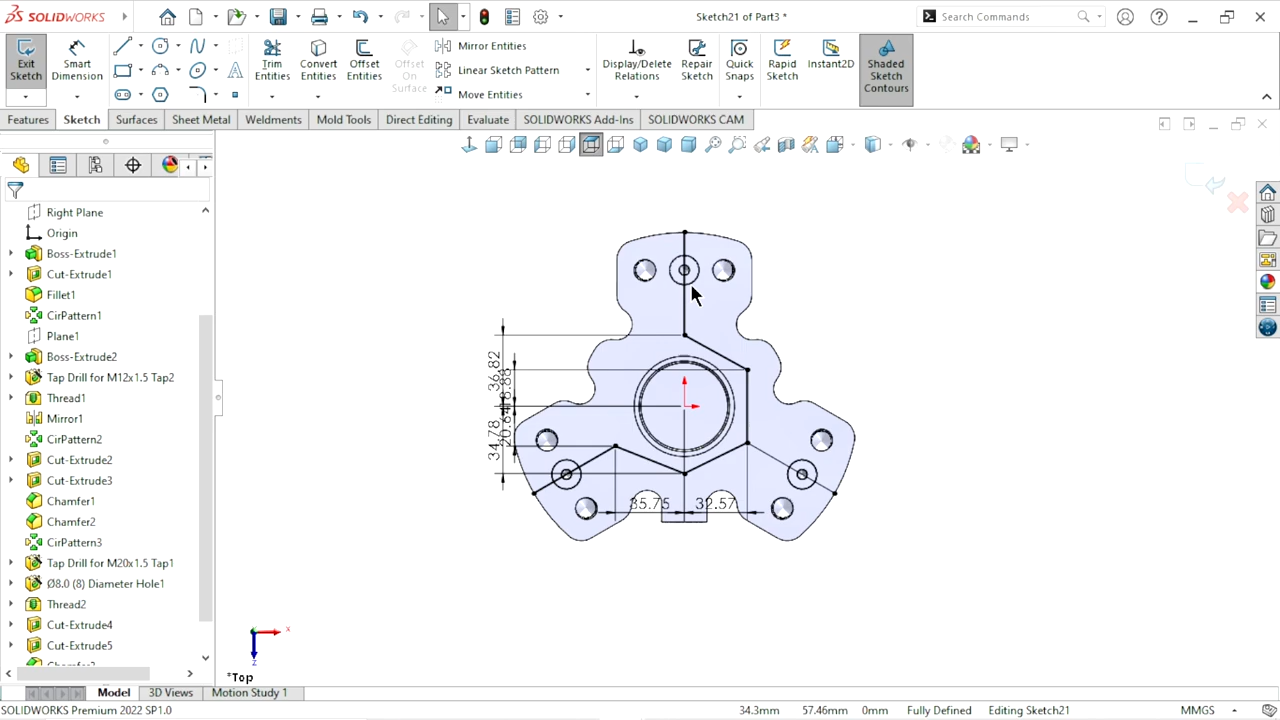 SOLIDWORKS
Sketch21 of Part3 *
Search Commands
Exit Sketch
Smart Dimension
Trim Entities
Convert Entities
Offset Entities
Offset On Surface
Mirror Entities
Linear Sketch Pattern
Move Entities
Display/Delete Relations
Repair Sketch
Quick Snaps
Rapid Sketch
Instant2D
Shaded Sketch Contours
Features
Sketch
Surfaces
Sheet Metal
Weldments
Mold Tools
Direct Editing
Evaluate
SOLIDWORKS Add-Ins
SOLIDWORKS CAM
Right Plane
Origin
Boss-Extrude1
Cut-Extrude1
Fillet1
CirPattern1
Plane1
Boss-Extrude2
Tap Drill for M12x1.5 Tap2
Thread1
Mirror1
CirPattern2
Cut-Extrude2
Cut-Extrude3
Chamfer1
Chamfer2
CirPattern3
Tap Drill for M20x1.5 Tap1
Ø8.0 (8) Diameter Hole1
Thread2
Cut-Extrude4
Cut-Extrude5
36.82
34.78
35.75
32.57
x
z
*Top
Model
3D Views
Motion Study 1
SOLIDWORKS Premium 2022 SP1.0
34.3mm
57.46mm
0mm
Fully Defined
Editing Sketch21
MMGS